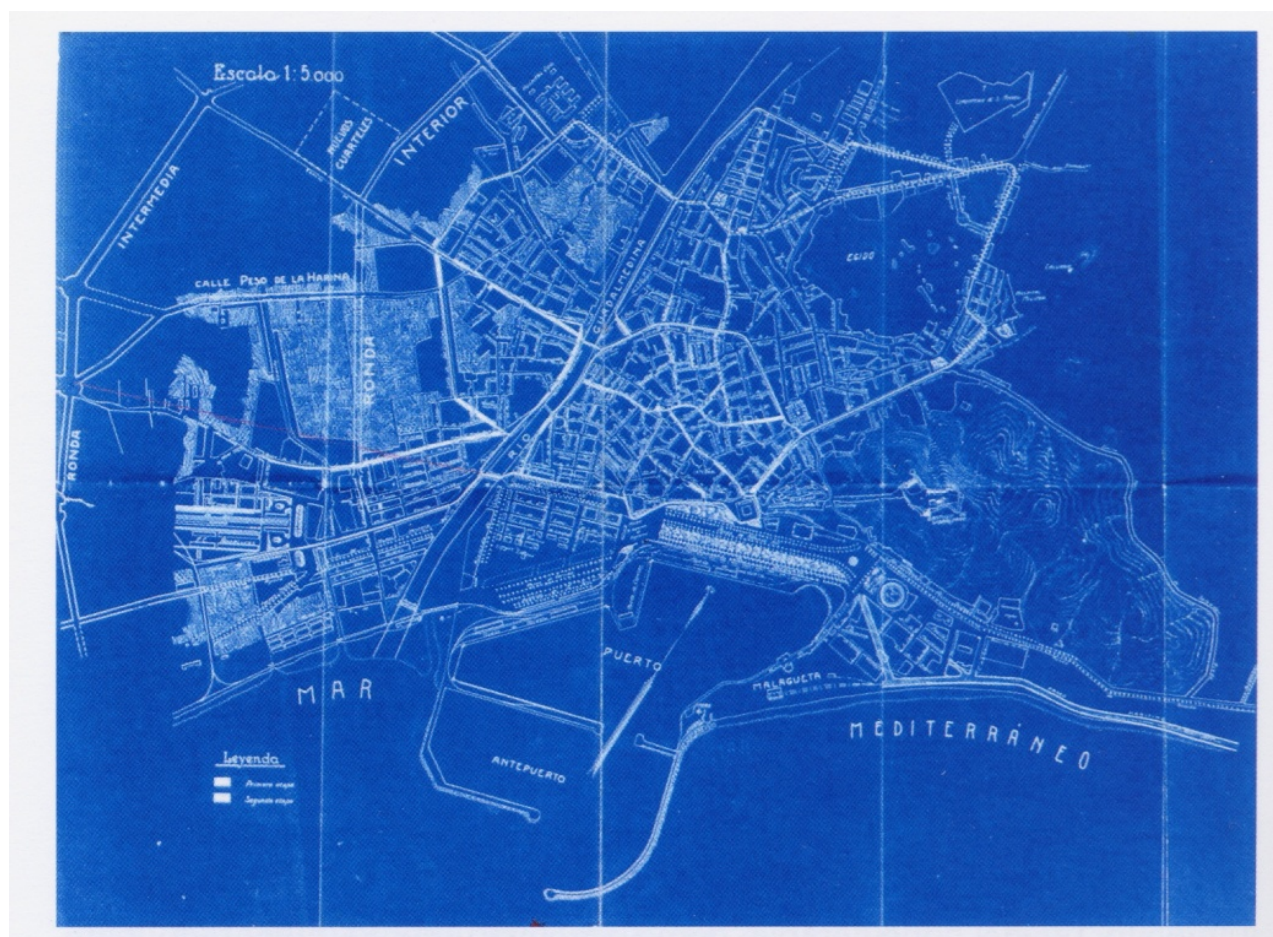 Escala 1:5.000
INTERMEDIA
NUEVOS
CUARTELES
INTERIOR
CALLE PESO DE LA HARINA
RONDA
RONDA
RIO
GUADALMEDINA
EGIDO
MAR
PUERTO
ANTEPUERTO
MALAGUETA
MEDITERRÁNEO
Leyenda
Primera etapa
Segunda etapa